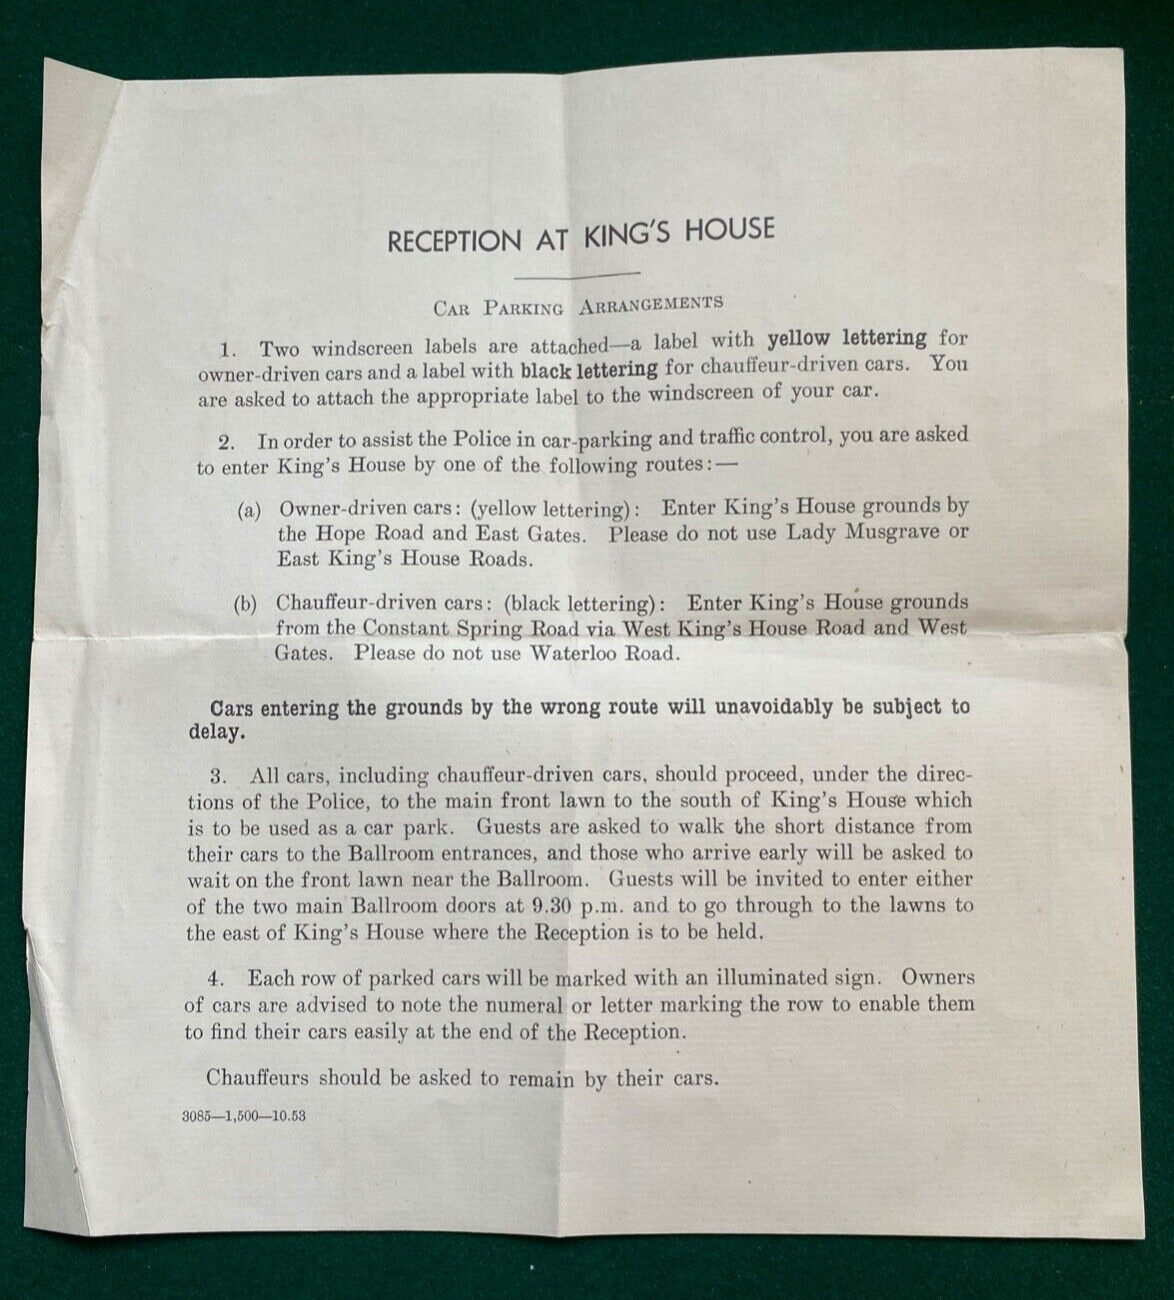 RECEPTION AT KING'S HOUSE
CAR PARKING ARRANGEMENTS
1. Two windscreen labels are attached—a label with yellow lettering for
owner-driven cars and a label with black lettering for chauffeur-driven cars. You
are asked to attach the appropriate label to the windscreen of your car.
2. In order to assist the Police in car-parking and traffic control, you are asked
to enter King's House by one of the following routes:—
(a) Owner-driven cars: (yellow lettering): Enter King's House grounds by
the Hope Road and East Gates. Please do not use Lady Musgrave or
East King's House Roads.
(b) Chauffeur-driven cars: (black lettering): Enter King's House grounds
from the Constant Spring Road via West King's House Road and West
Gates. Please do not use Waterloo Road.
Cars entering the grounds by the wrong route will unavoidably be subject to
delay.
3. All cars, including chauffeur-driven cars, should proceed, under the direc-
tions of the Police, to the main front lawn to the south of King's House which
is to be used as a car park. Guests are asked to walk the short distance from
their cars to the Ballroom entrances, and those who arrive early will be asked to
wait on the front lawn near the Ballroom. Guests will be invited to enter either
of the two main Ballroom doors at 9.30 p.m. and to go through to the lawns to
the east of King's House where the Reception is to be held.
4. Each row of parked cars will be marked with an illuminated sign. Owners
of cars are advised to note the numeral or letter marking the row to enable them
to find their cars easily at the end of the Reception.
Chauffeurs should be asked to remain by their cars.
3085—1,500—10.53